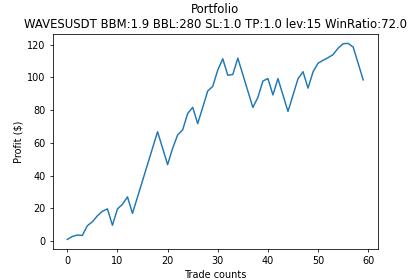 Portfolio
WAVESUSDT BBM:1.9 BBL:280 SL:1.0 TP:1.0 lev:15 WinRatio:72.0
120
100
80
60
40
20
0
Profit ($)
0 10 20 30 40 50 60
Trade counts